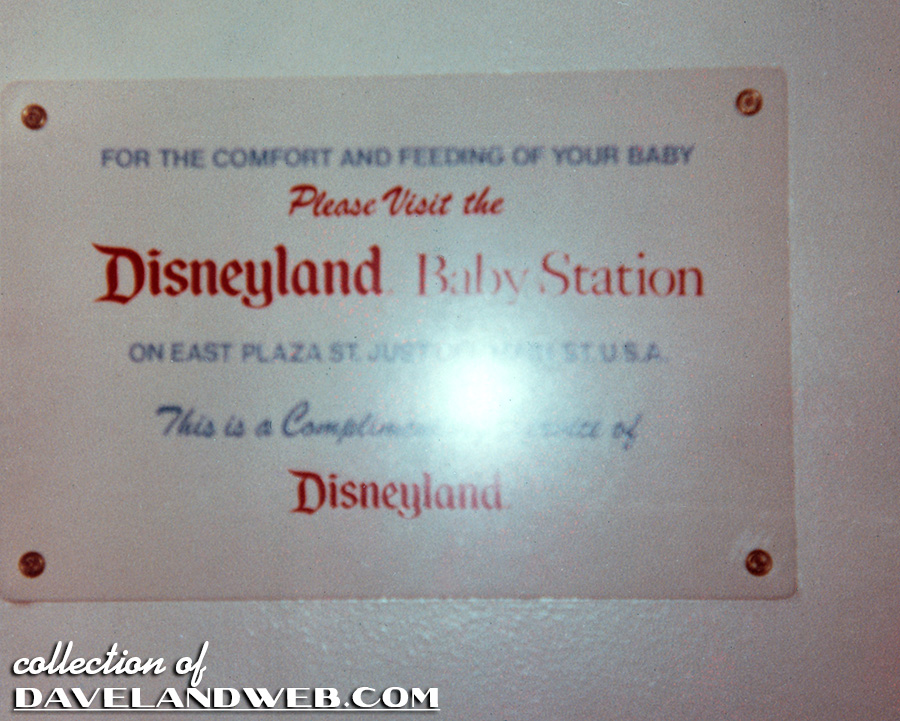 FOR THE COMFORT AND FEEDING OF YOUR BABY
Please Visit the
Disneyland Baby Station
ON EAST PLAZA ST. JUST MAIN ST. U.S.A.
This is a of
Disneyland
collection of
DAVELANDWEB.COM